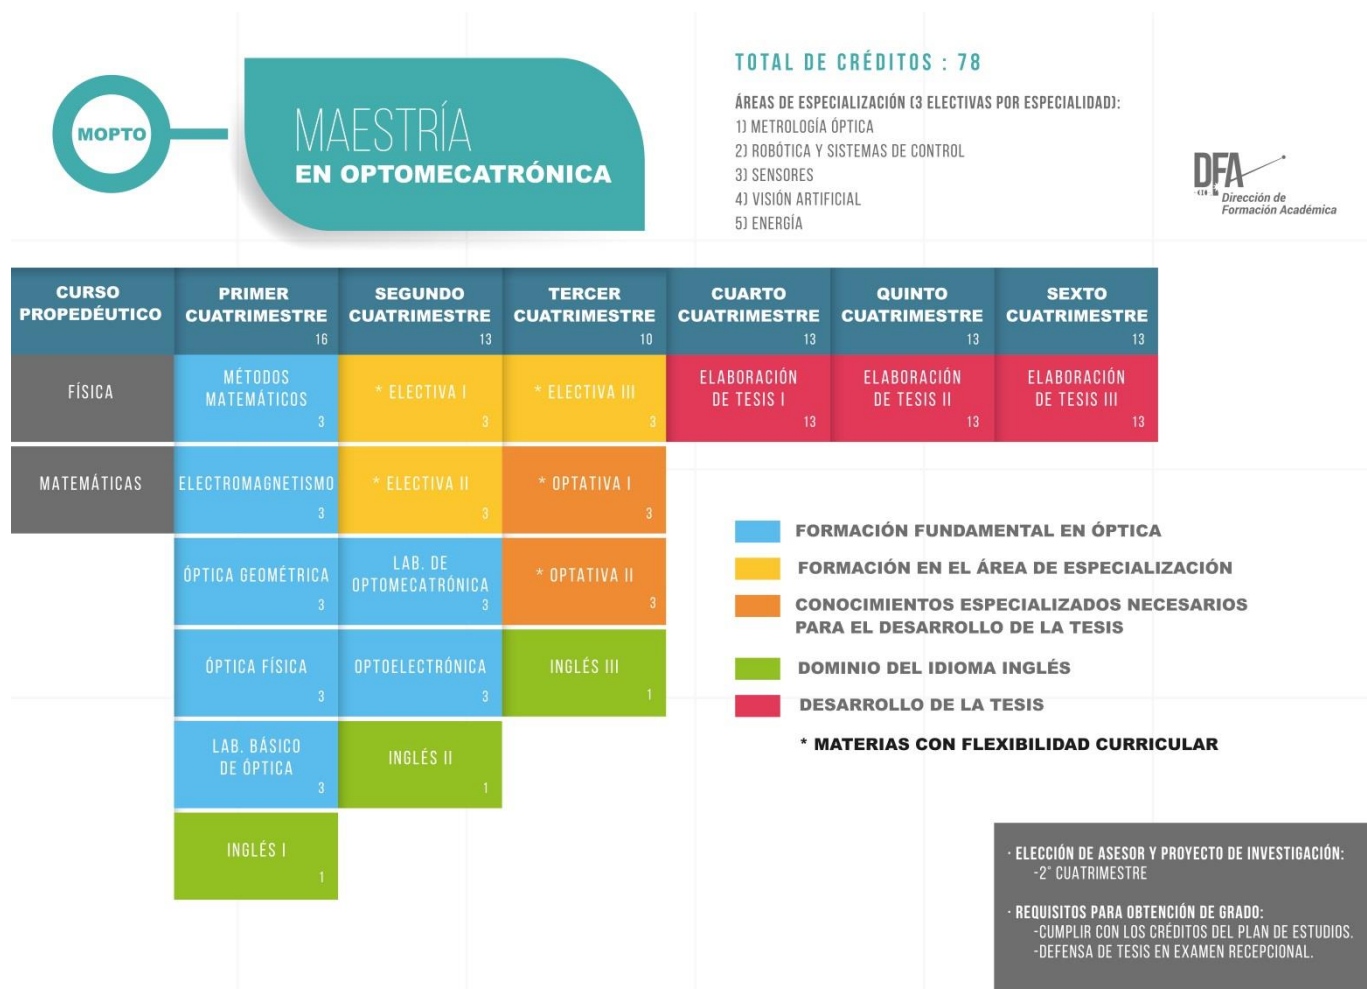 MOPTO
MAESTRÍA
EN OPTOMECATRÓNICA
TOTAL DE CRÉDITOS : 78
ÁREAS DE ESPECIALIZACIÓN (3 ELECTIVAS POR ESPECIALIDAD):
1) METROLOGÍA ÓPTICA
2) ROBÓTICA Y SISTEMAS DE CONTROL
3) SENSORES
4) VISIÓN ARTIFICIAL
5) ENERGÍA
DFA
Dirección de
Formación Académica
CURSO
PROPEDÉUTICO
PRIMER
CUATRIMESTRE
16
SEGUNDO
CUATRIMESTRE
13
TERCER
CUATRIMESTRE
10
CUARTO
CUATRIMESTRE
13
QUINTO
CUATRIMESTRE
13
SEXTO
CUATRIMESTRE
13
FÍSICA
MÉTODOS
MATEMÁTICOS
3
* ELECTIVA I
3
* ELECTIVA III
3
ELABORACIÓN
DE TESIS I
13
ELABORACIÓN
DE TESIS II
13
ELABORACIÓN
DE TESIS III
13
MATEMÁTICAS
ELECTROMAGNETISMO
3
* ELECTIVA II
3
* OPTATIVA I
3
ÓPTICA GEOMÉTRICA
3
LAB. DE
OPTOMECATRÓNICA
3
* OPTATIVA II
3
ÓPTICA FÍSICA
3
OPTOELECTRÓNICA
3
INGLÉS III
1
LAB. BÁSICO
DE ÓPTICA
3
INGLÉS II
1
INGLÉS I
1
FORMACIÓN FUNDAMENTAL EN ÓPTICA
FORMACIÓN EN EL ÁREA DE ESPECIALIZACIÓN
CONOCIMIENTOS ESPECIALIZADOS NECESARIOS
PARA EL DESARROLLO DE LA TESIS
DOMINIO DEL IDIOMA INGLÉS
DESARROLLO DE LA TESIS
* MATERIAS CON FLEXIBILIDAD CURRICULAR
· ELECCIÓN DE ASESOR Y PROYECTO DE INVESTIGACIÓN:
-2° CUATRIMESTRE
· REQUISITOS PARA OBTENCIÓN DE GRADO:
-CUMPLIR CON LOS CRÉDITOS DEL PLAN DE ESTUDIOS.
-DEFENSA DE TESIS EN EXAMEN RECEPCIONAL.